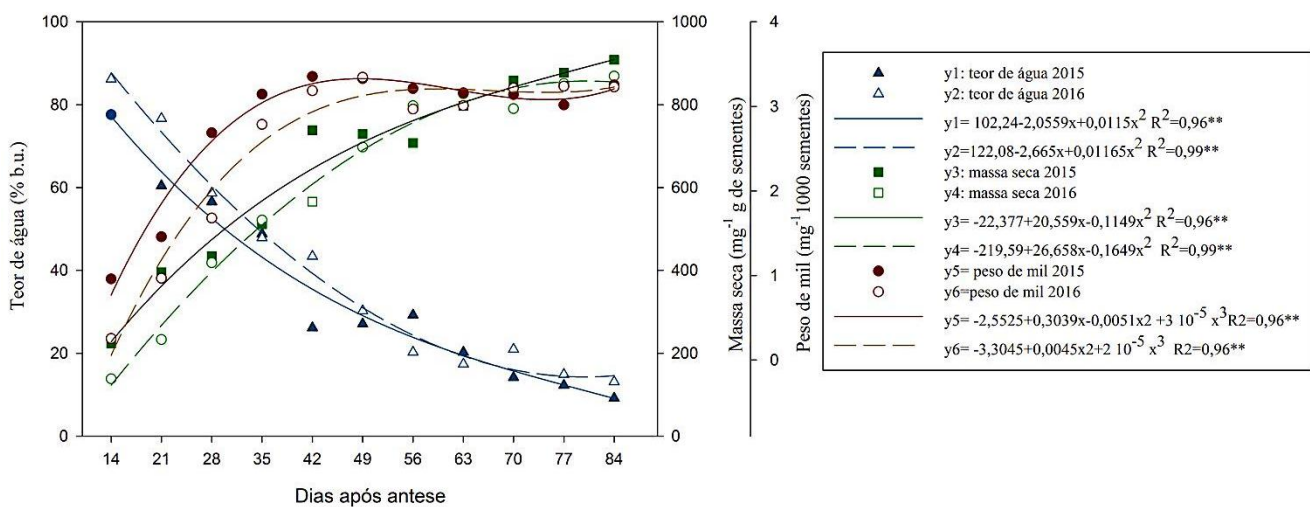 100
80
60
40
20
0
Teor de água (% b.u.)
14 21 28 35 42 49 56 63 70 77 84
Dias após antese
1000
800
600
400
200
0
Massa seca (mg⁻¹ g de sementes)
4
3
2
1
0
Peso de mil (mg⁻¹1000 sementes)
y1: teor de água 2015
y2: teor de água 2016
y1= 102,24-2,0559x+0,0115x² R²=0,96**
y2=122,08-2,665x+0,01165x² R²=0,99**
y3: massa seca 2015
y4: massa seca 2016
y3= -22,377+20,559x-0,1149x² R²=0,96**
y4= -219,59+26,658x-0,1649x² R²=0,99**
y5= peso de mil 2015
y6=peso de mil 2016
y5= -2,5525+0,3039x-0,0051x2 +3 10⁻⁵ x³R2=0,96**
y6= -3,3045+0,0045x2+2 10⁻⁵ x³ R2=0,96**